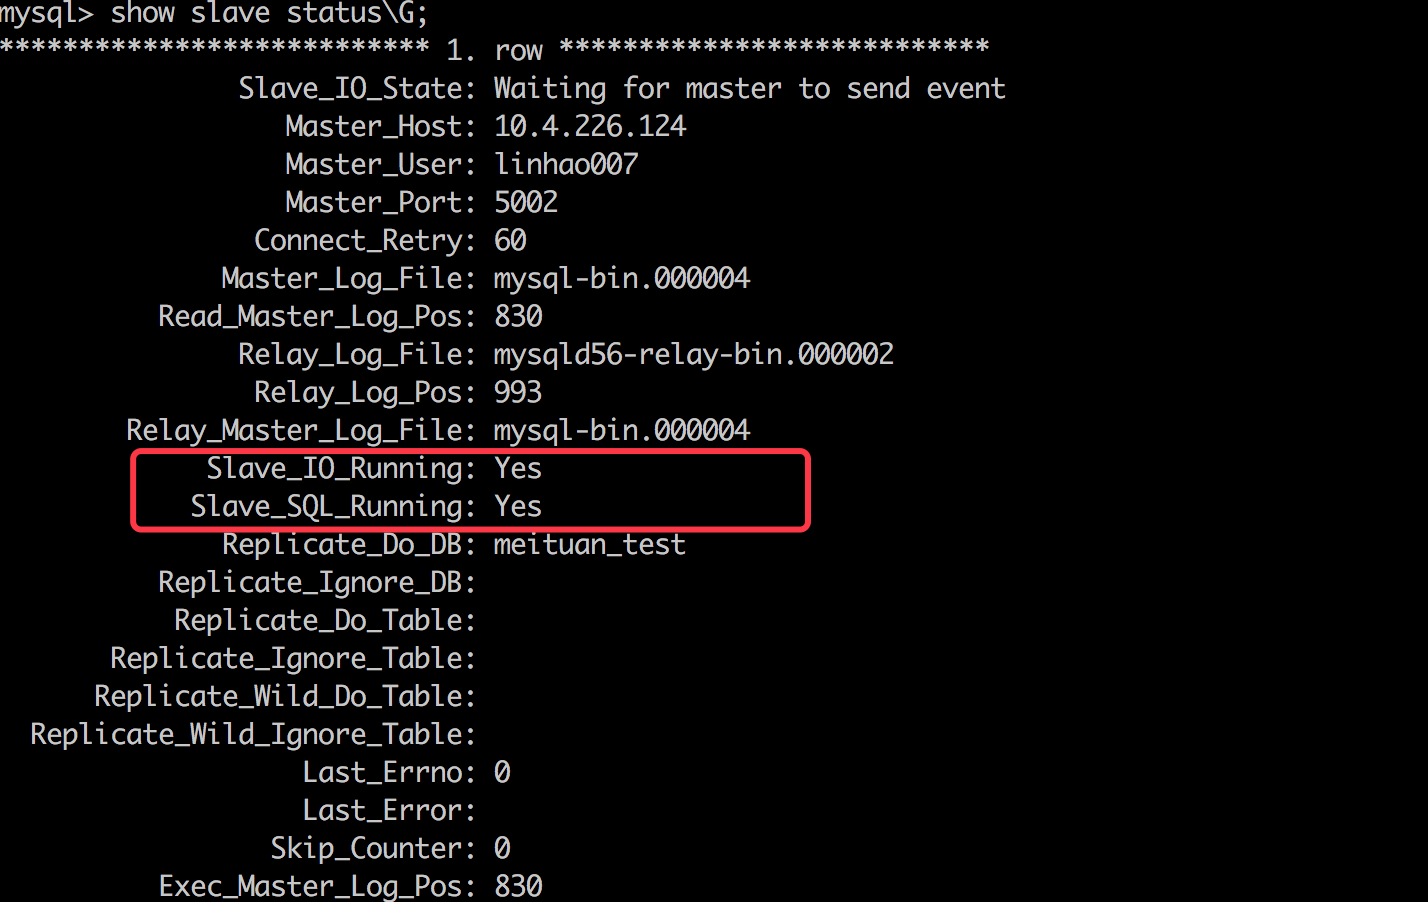 mysql> show slave status\G;
*************************** 1. row ***************************
Slave_IO_State: Waiting for master to send event
Master_Host: 10.4.226.124
Master_User: linhao007
Master_Port: 5002
Connect_Retry: 60
Master_Log_File: mysql-bin.000004
Read_Master_Log_Pos: 830
Relay_Log_File: mysqld56-relay-bin.000002
Relay_Log_Pos: 993
Relay_Master_Log_File: mysql-bin.000004
Slave_IO_Running: Yes
Slave_SQL_Running: Yes
Replicate_Do_DB: meituan_test
Replicate_Ignore_DB:
Replicate_Do_Table:
Replicate_Ignore_Table:
Replicate_Wild_Do_Table:
Replicate_Wild_Ignore_Table:
Last_Errno: 0
Last_Error:
Skip_Counter: 0
Exec_Master_Log_Pos: 830